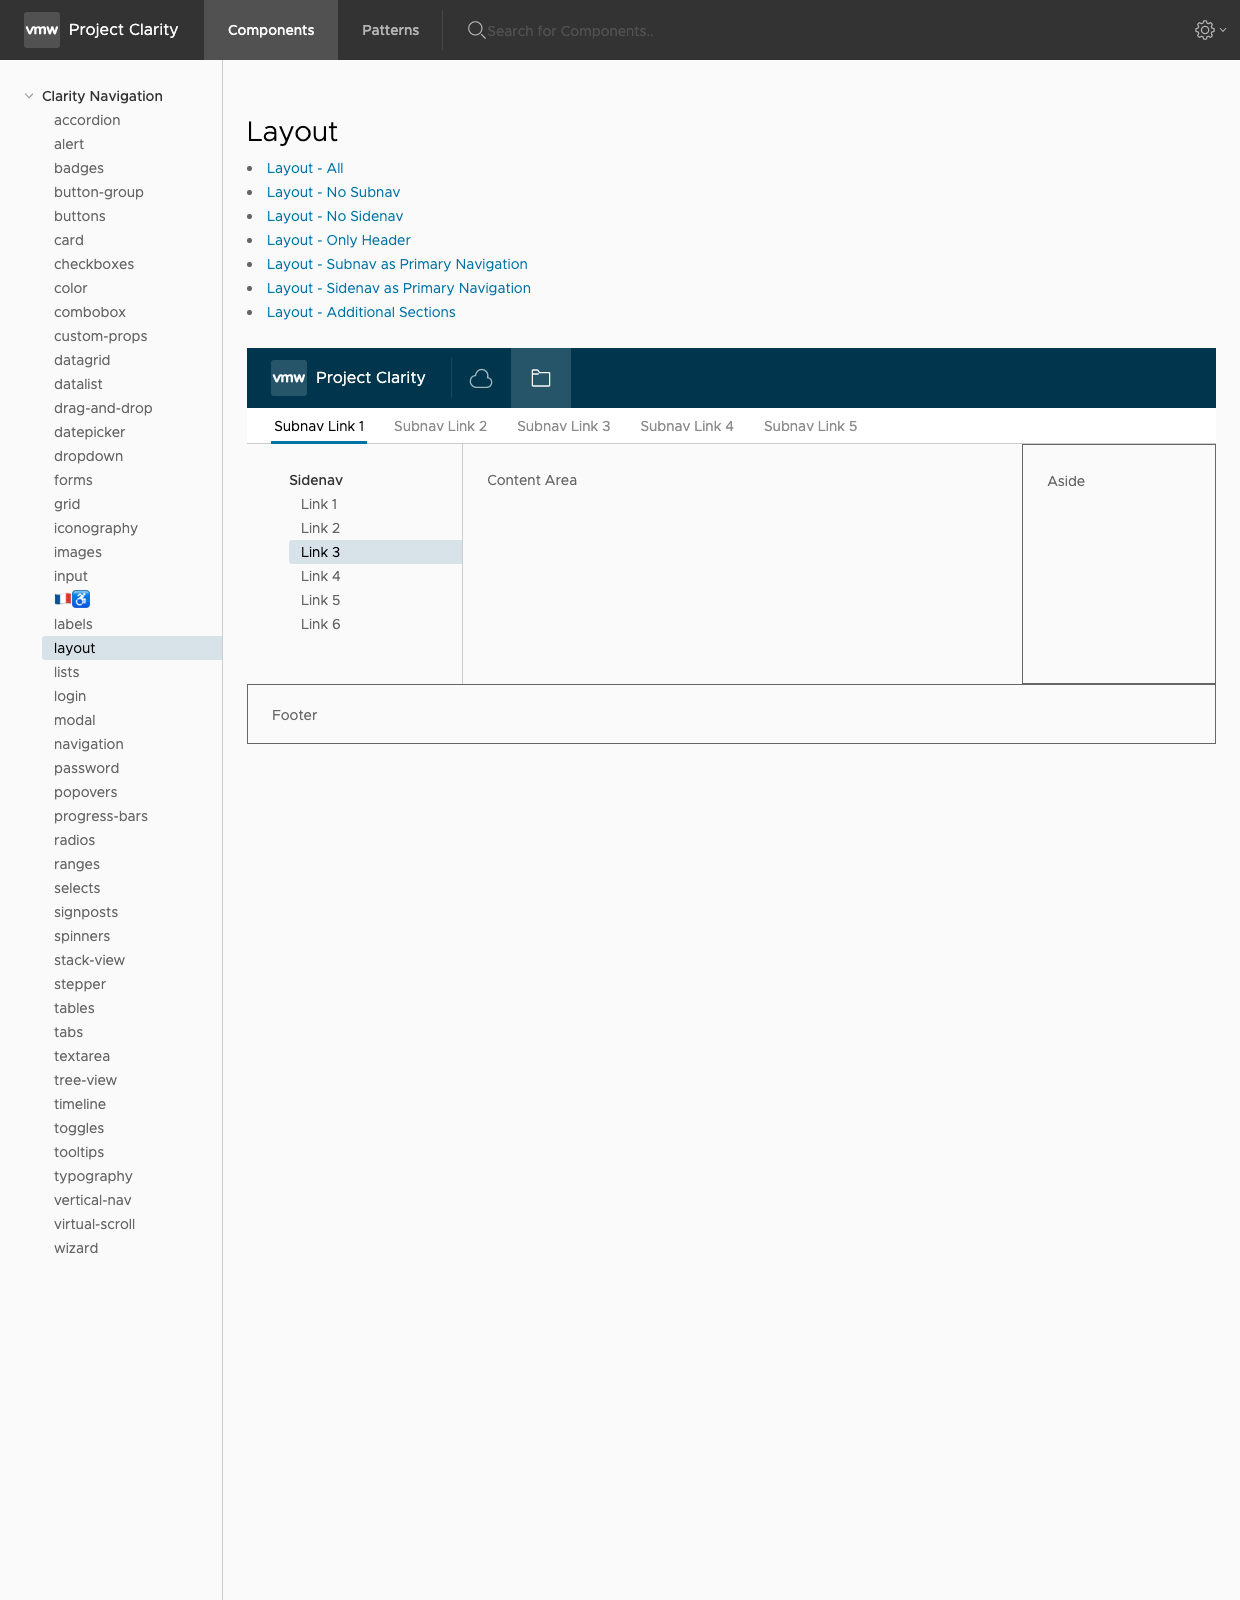 vmw Project Clarity Components Patterns Search for Components..
Clarity Navigation
accordion
alert
badges
button-group
buttons
card
checkboxes
color
combobox
custom-props
datagrid
datalist
drag-and-drop
datepicker
dropdown
forms
grid
iconography
images
input
🇫🇷♿
labels
layout
lists
login
modal
navigation
password
popovers
progress-bars
radios
ranges
selects
signposts
spinners
stack-view
stepper
tables
tabs
textarea
tree-view
timeline
toggles
tooltips
typography
vertical-nav
virtual-scroll
wizard
Layout
• Layout - All
• Layout - No Subnav
• Layout - No Sidenav
• Layout - Only Header
• Layout - Subnav as Primary Navigation
• Layout - Sidenav as Primary Navigation
• Layout - Additional Sections
vmw Project Clarity
Subnav Link 1 Subnav Link 2 Subnav Link 3 Subnav Link 4 Subnav Link 5
Sidenav
Link 1
Link 2
Link 3
Link 4
Link 5
Link 6
Content Area
Aside
Footer